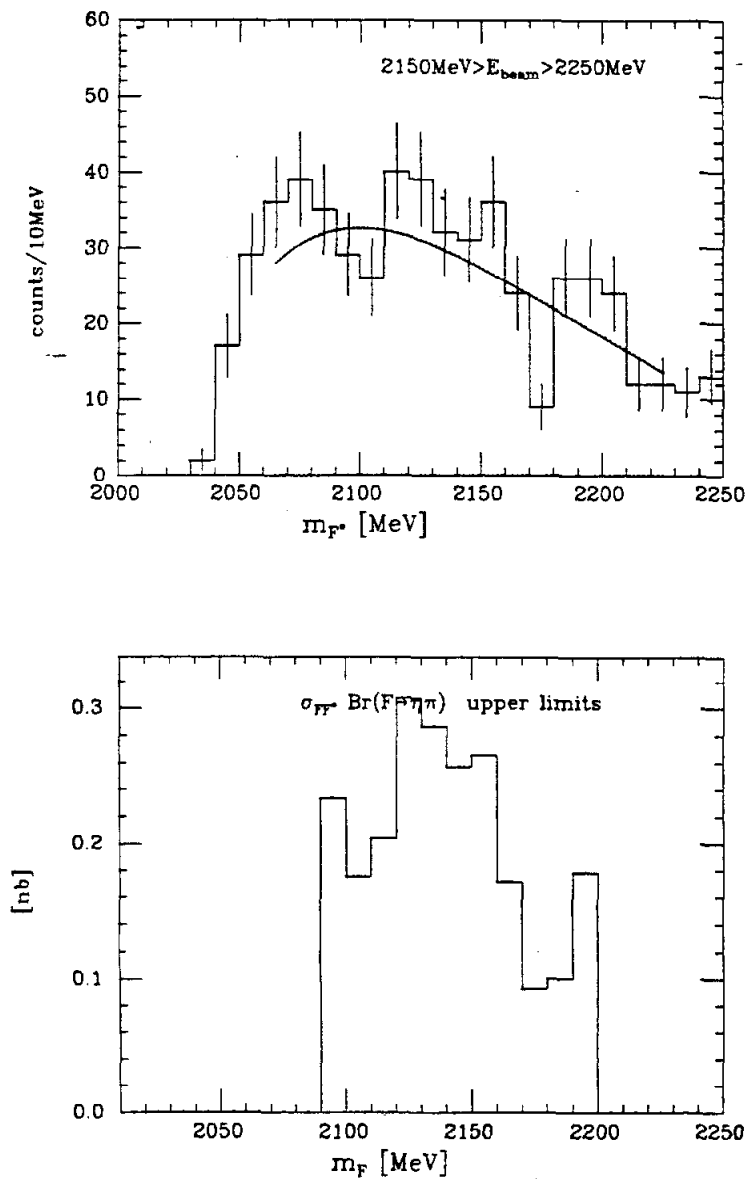 60
2150MeV>E_beam>2250MeV
50
40
30
20
10
0
counts/10MeV
2000 2050 2100 2150 2200 2250
m_F* [MeV]
σ_FF* Br(F→ηπ) upper limits
0.3
0.2
0.1
0.0
[nb]
2050 2100 2150 2200 2250
m_F [MeV]